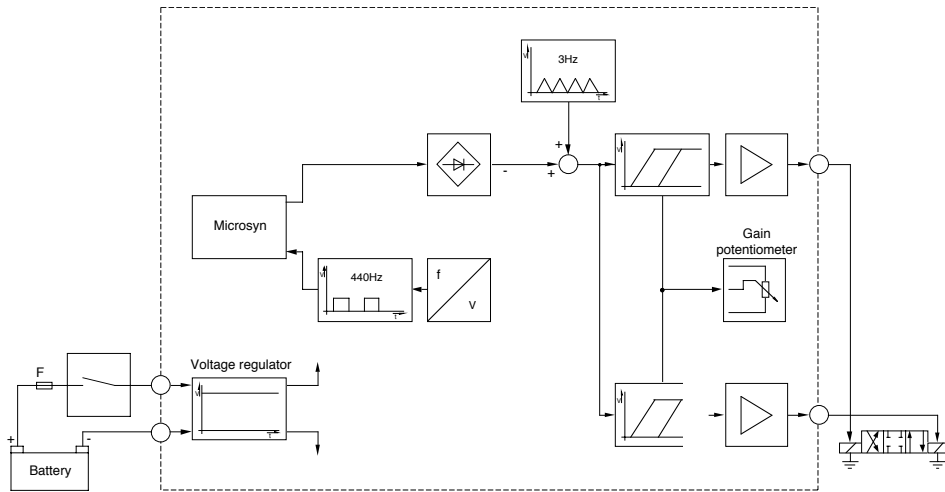 V
3Hz
T
+
+
-
V
Microsyn
Gain
potentiometer
V
440Hz
T
f
V
Voltage regulator
F
V
T
V
+
-
Battery